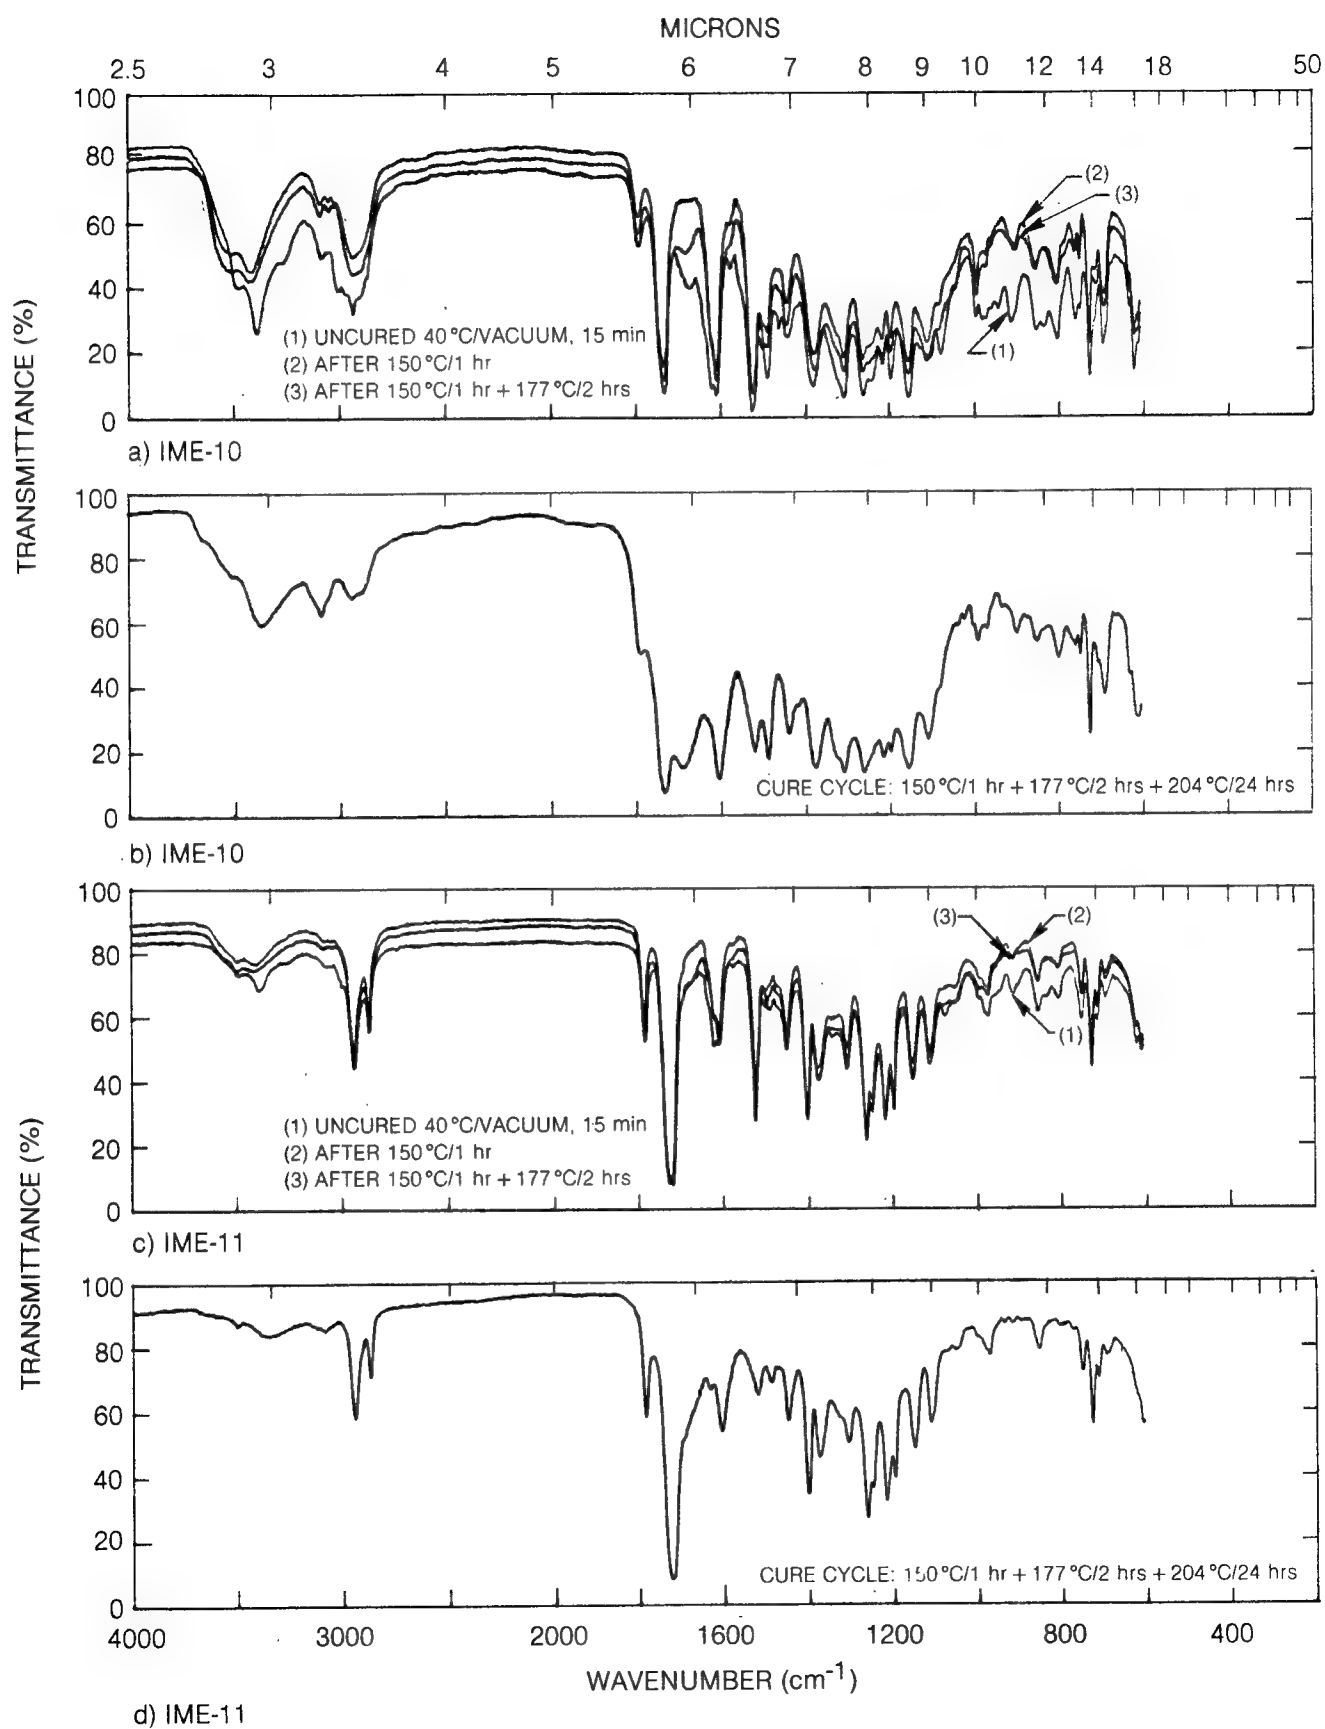 MICRONS
2.5 3 4 5 6 7 8 9 10 12 14 18 50
100
80
60
40
20
0
TRANSMITTANCE (%)
(2)
(3)
(1)
(1) UNCURED 40°C/VACUUM, 15 min
(2) AFTER 150°C/1 hr
(3) AFTER 150°C/1 hr + 177°C/2 hrs
a) IME-10
100
80
60
40
20
0
CURE CYCLE: 150°C/1 hr + 177°C/2 hrs + 204°C/24 hrs
b) IME-10
100
80
60
40
20
0
TRANSMITTANCE (%)
(3)
(2)
(1)
(1) UNCURED 40°C/VACUUM, 15 min
(2) AFTER 150°C/1 hr
(3) AFTER 150°C/1 hr + 177°C/2 hrs
c) IME-11
100
80
60
40
20
0
CURE CYCLE: 150°C/1 hr + 177°C/2 hrs + 204°C/24 hrs
4000 3000 2000 1600 1200 800 400
WAVENUMBER (cm-1)
d) IME-11